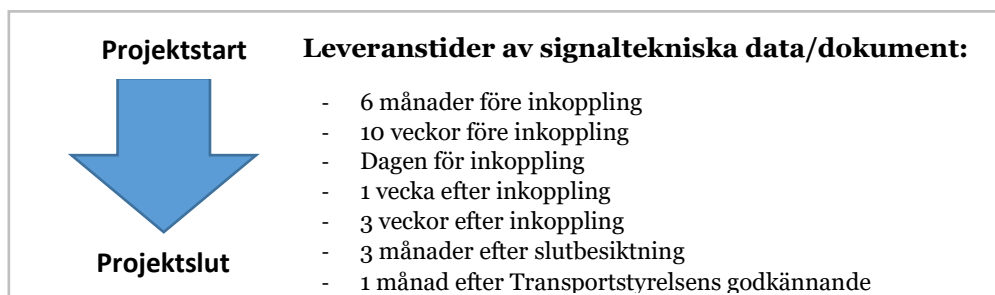 Projektstart
Projektslut
Leveranstider av signaltekniska data/dokument:
- 6 månader före inkoppling
- 10 veckor före inkoppling
- Dagen för inkoppling
- 1 vecka efter inkoppling
- 3 veckor efter inkoppling
- 3 månader efter slutbesiktning
- 1 månad efter Transportstyrelsens godkännande